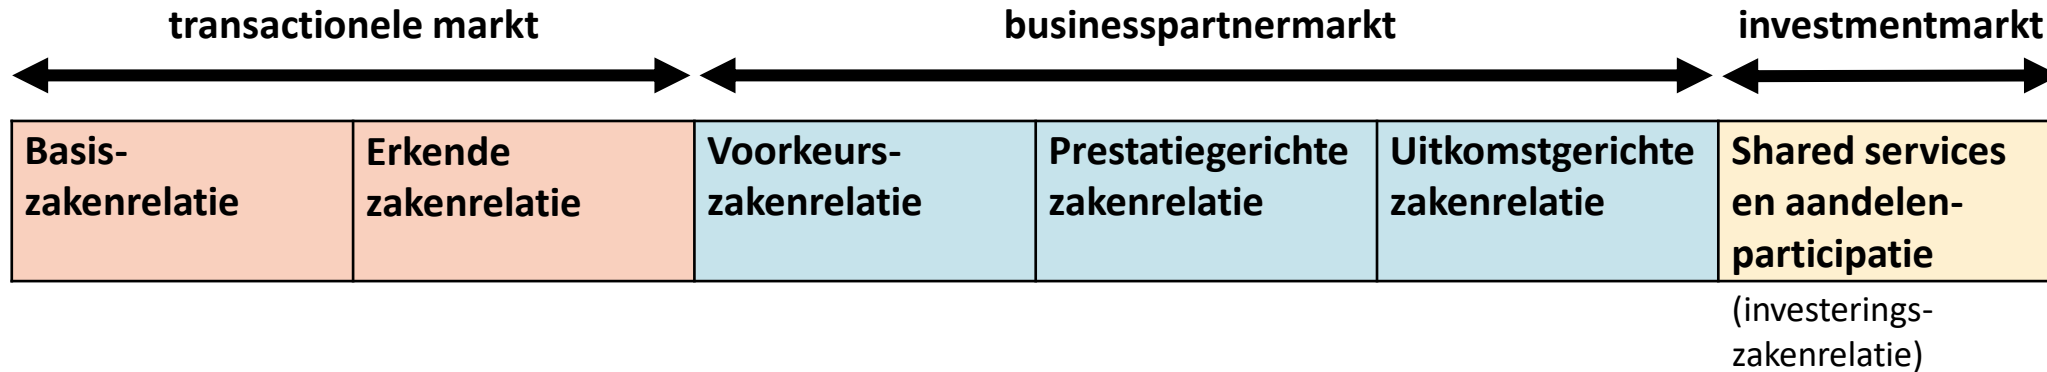 transactionele markt
businesspartnermarkt
investmentmarkt
Basis-
zakenrelatie
Erkende
zakenrelatie
Voorkeurs-
zakenrelatie
Prestatiegerichte
zakenrelatie
Uitkomstgerichte
zakenrelatie
Shared services
en aandelen-
participatie
(investerings-
zakenrelatie)